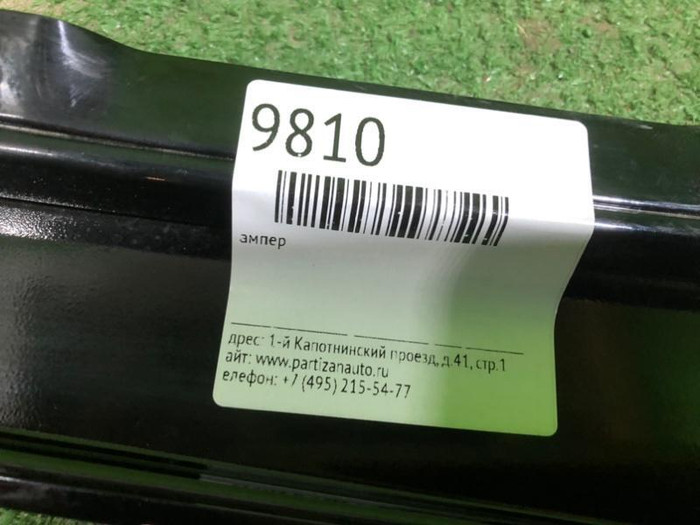 9810
эмпер
дрес: 1-й Капотнинский проезд, д.41, стр.1
айт: www.partizanauto.ru
елефон: +7 (495) 215-54-77